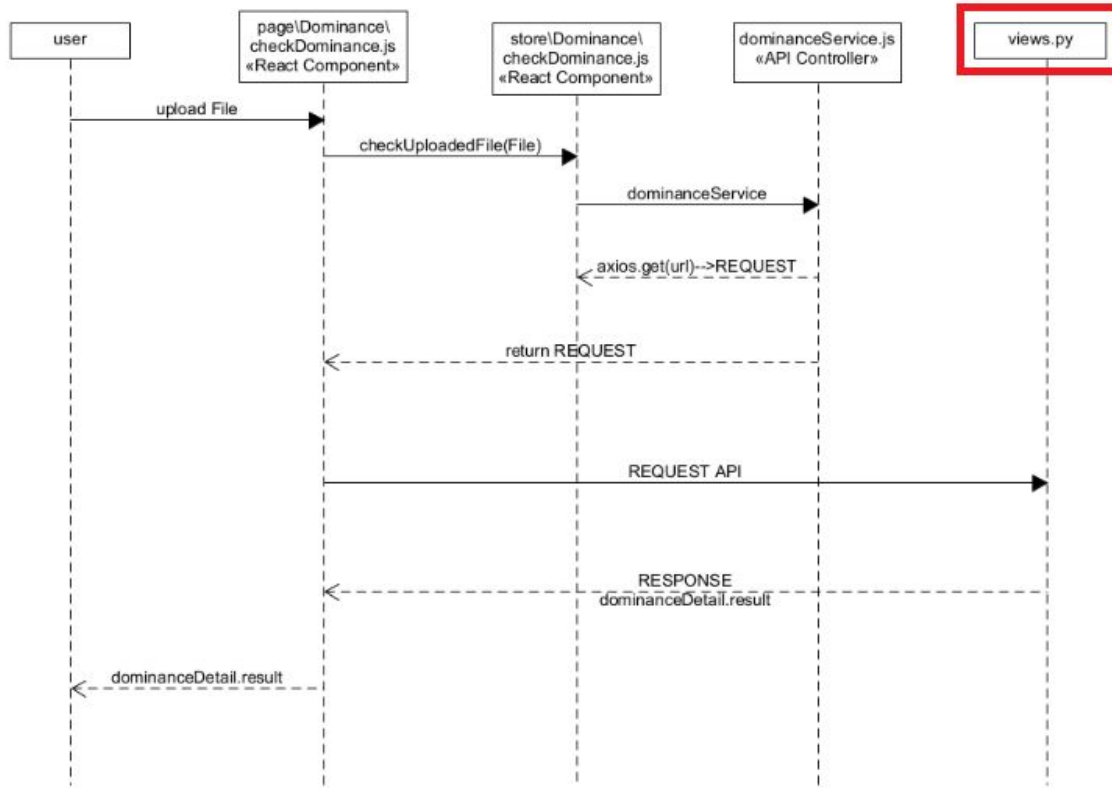 user
page\Dominance\
checkDominance.js
«React Component»
store\Dominance\
checkDominance.js
«React Component»
dominanceService.js
«API Controller»
views.py
upload File
checkUploadedFile(File)
dominanceService
axios.get(url)-->REQUEST
return REQUEST
REQUEST API
RESPONSE
dominanceDetail.result
dominanceDetail.result